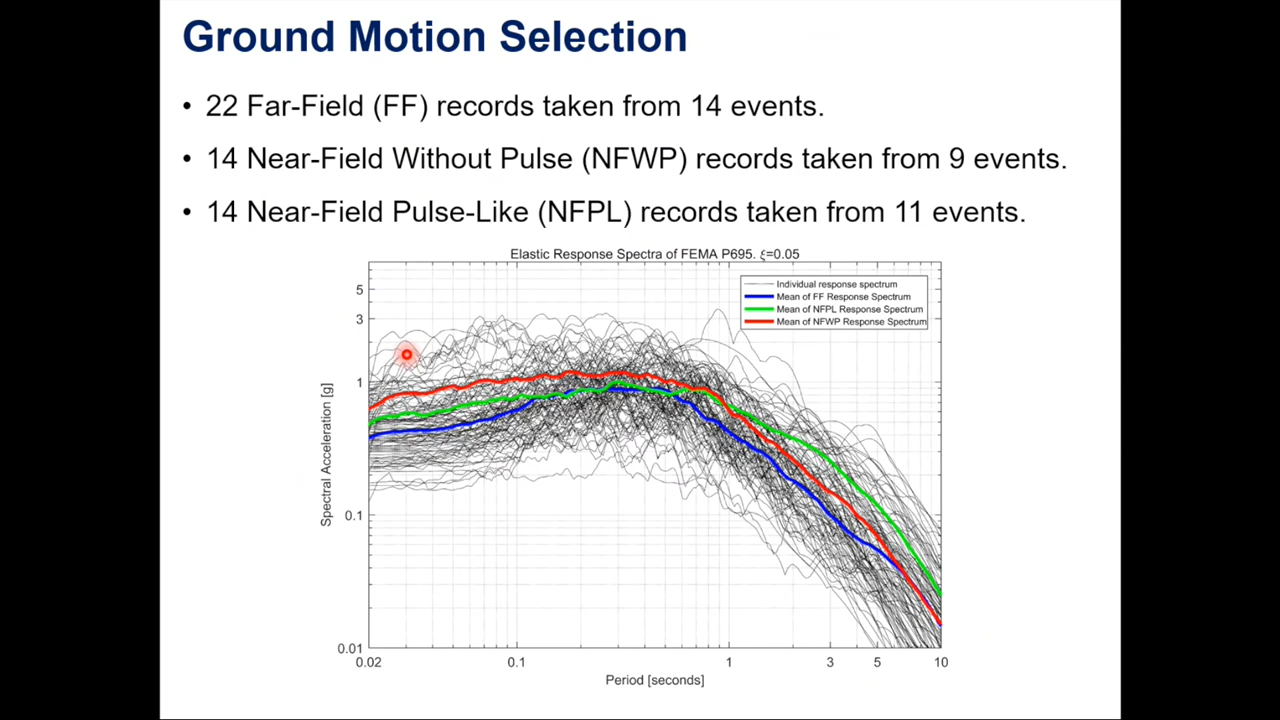 Ground Motion Selection
• 22 Far-Field (FF) records taken from 14 events.
• 14 Near-Field Without Pulse (NFWP) records taken from 9 events.
• 14 Near-Field Pulse-Like (NFPL) records taken from 11 events.
Elastic Response Spectra of FEMA P695. ξ=0.05
Individual response spectrum
Mean of FF Response Spectrum
Mean of NFPL Response Spectrum
Mean of NFWP Response Spectrum
Spectral Acceleration [g]
5
3
1
0.1
0.01
0.02 0.1 1 3 5 10
Period [seconds]